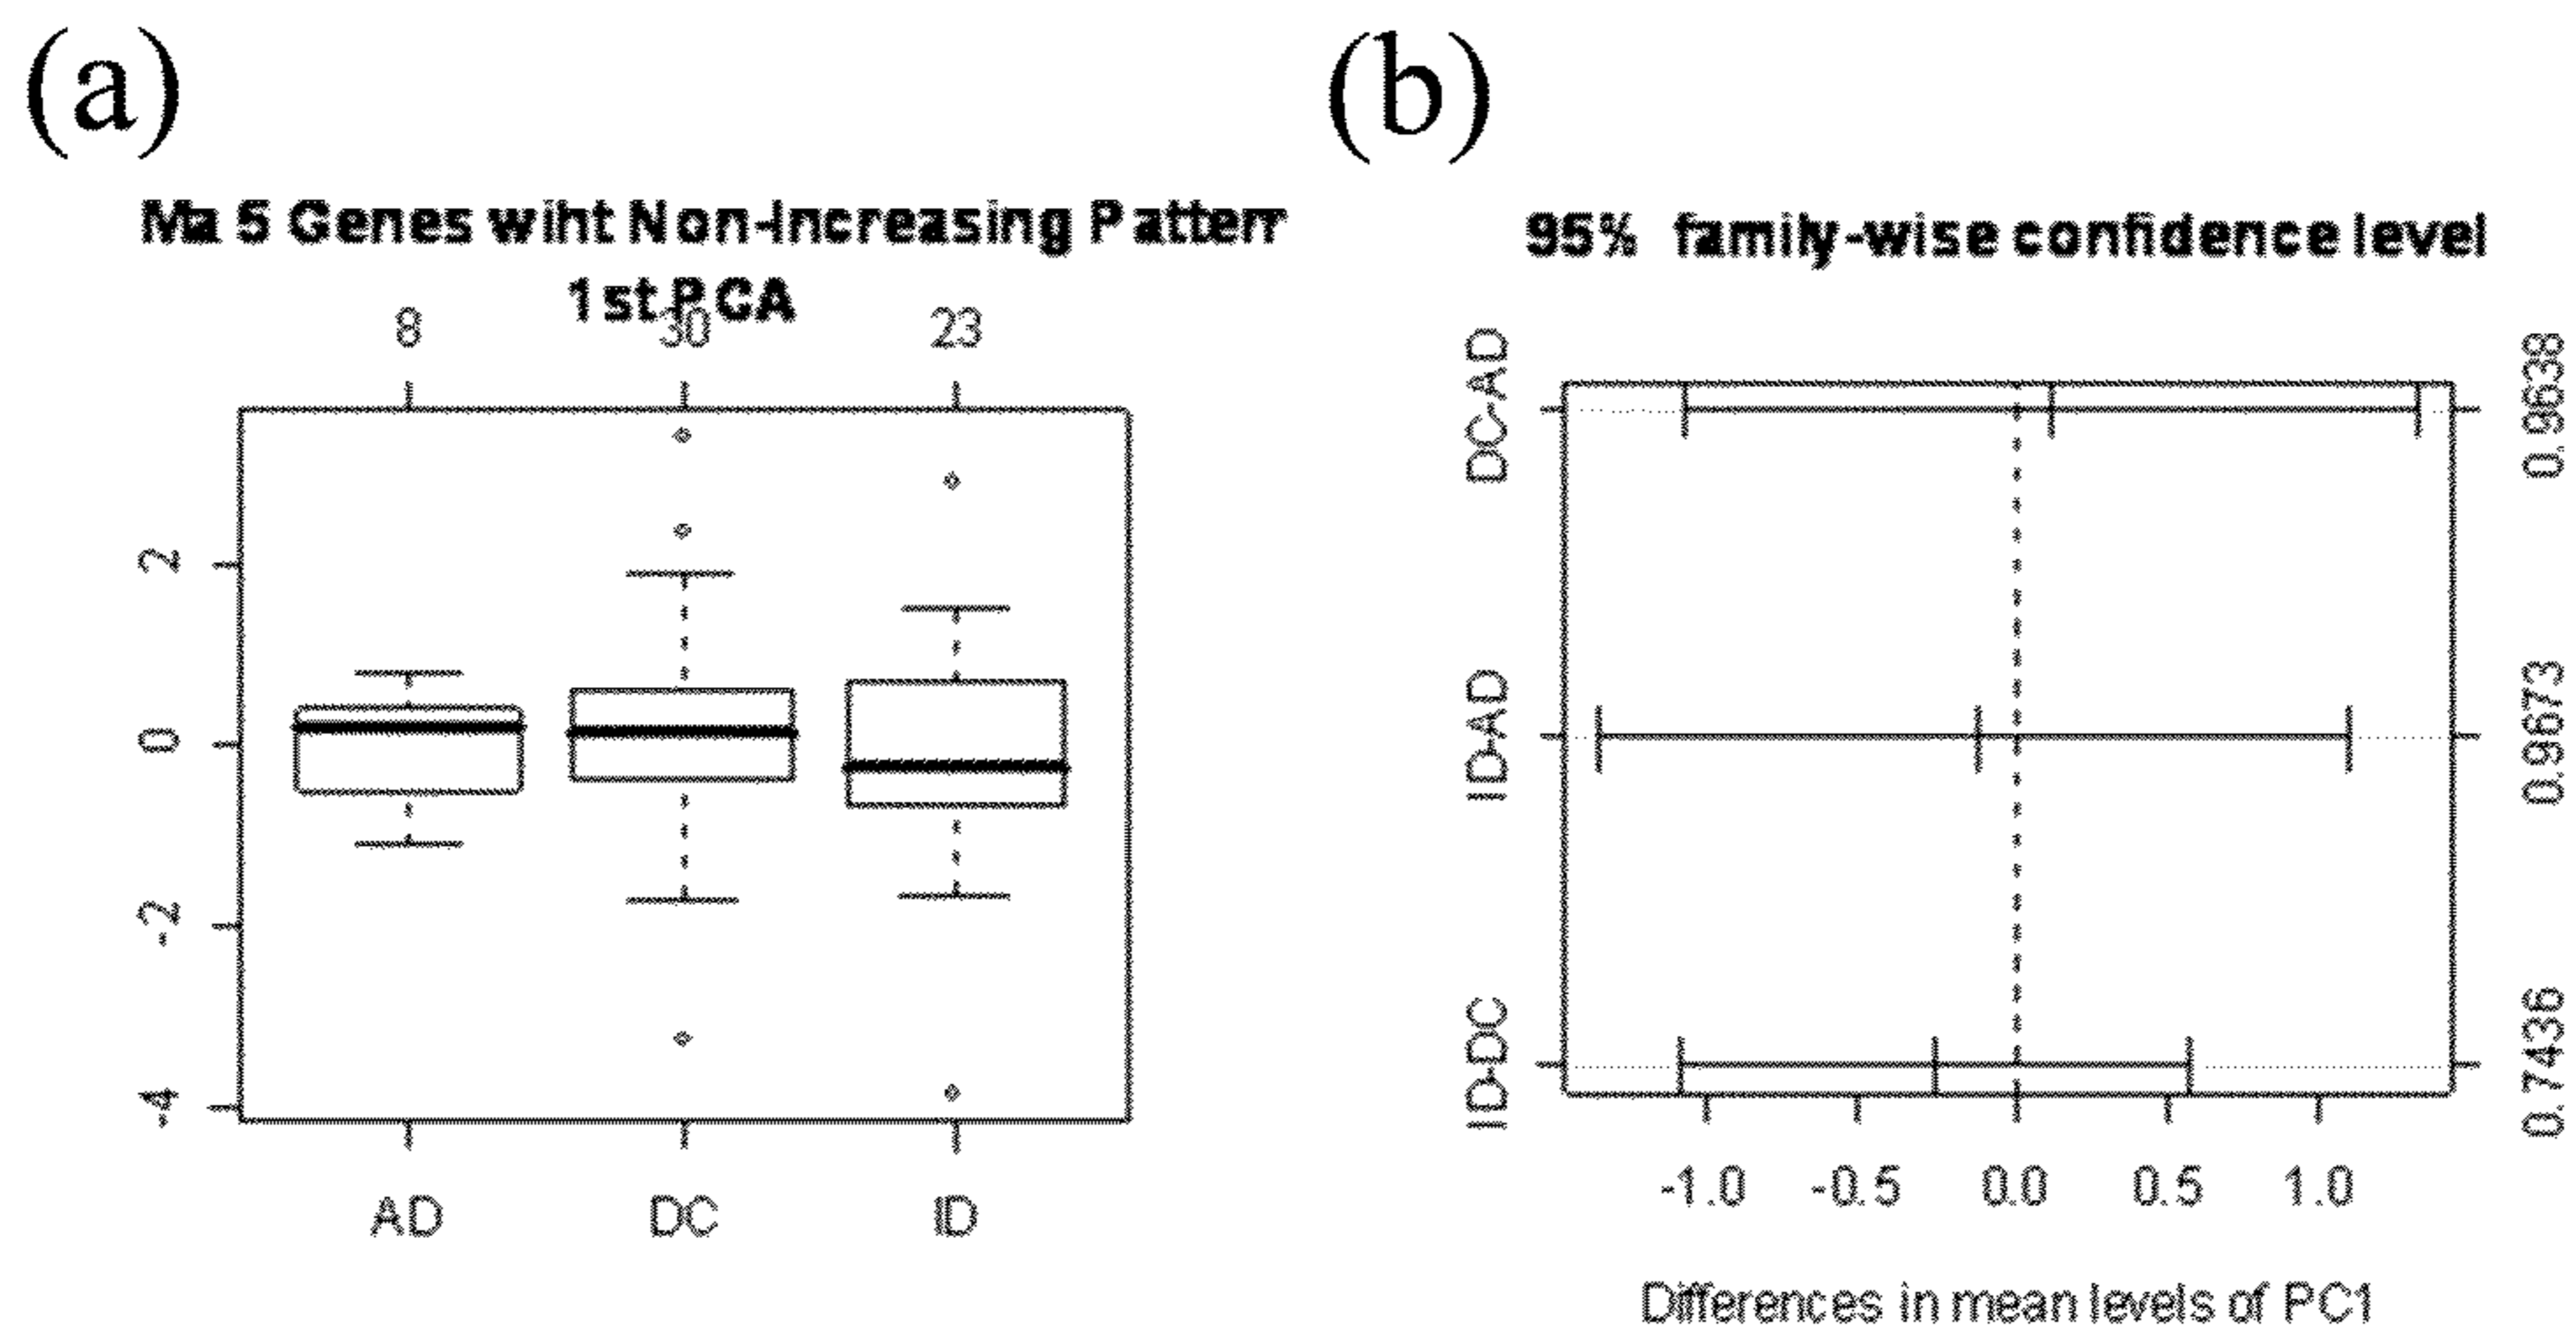 (a)
Ma 5 Genes wiht Non-Increasing Patterr
1st PCA
8 30 23
2
0
-2
-4
AD DC ID
(b)
95% family-wise confidence level
DC-AD
ID-AD
ID-DC
0.9638
0.9673
0.7436
-1.0 -0.5 0.0 0.5 1.0
Differences in mean levels of PC1